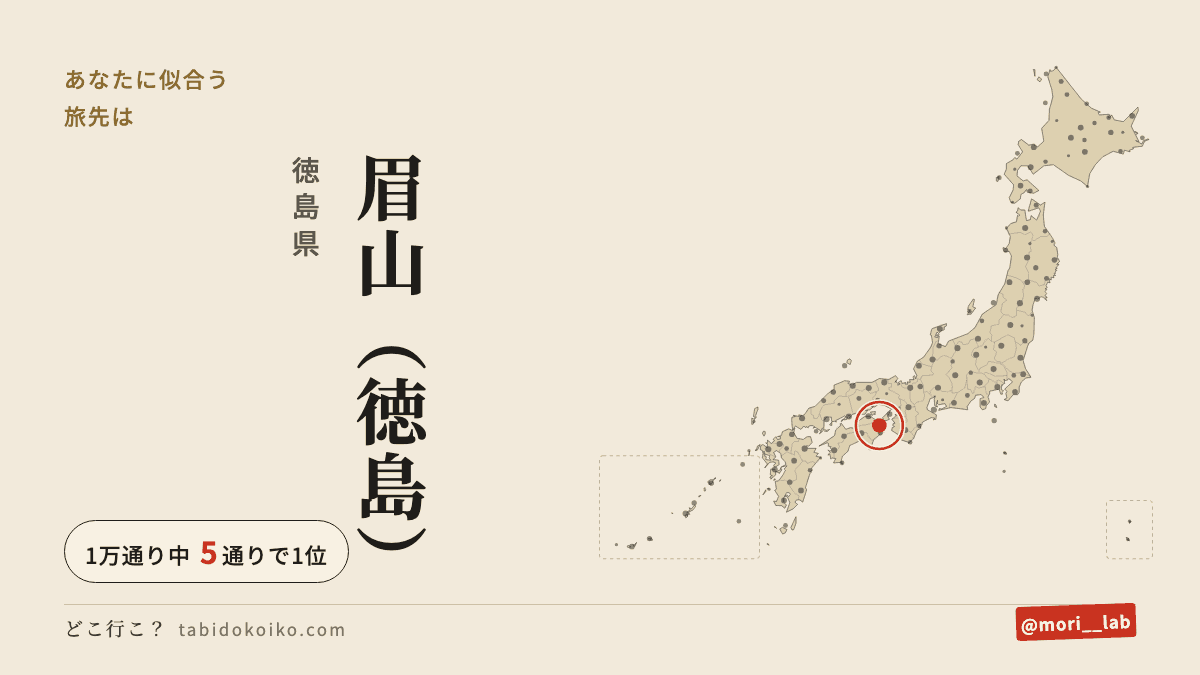 あなたに似合う
旅先は
眉山（徳島）
徳島県
1万通り中 5 通りで1位
どこ行こ？ tabidokoiko.com
@mori__lab